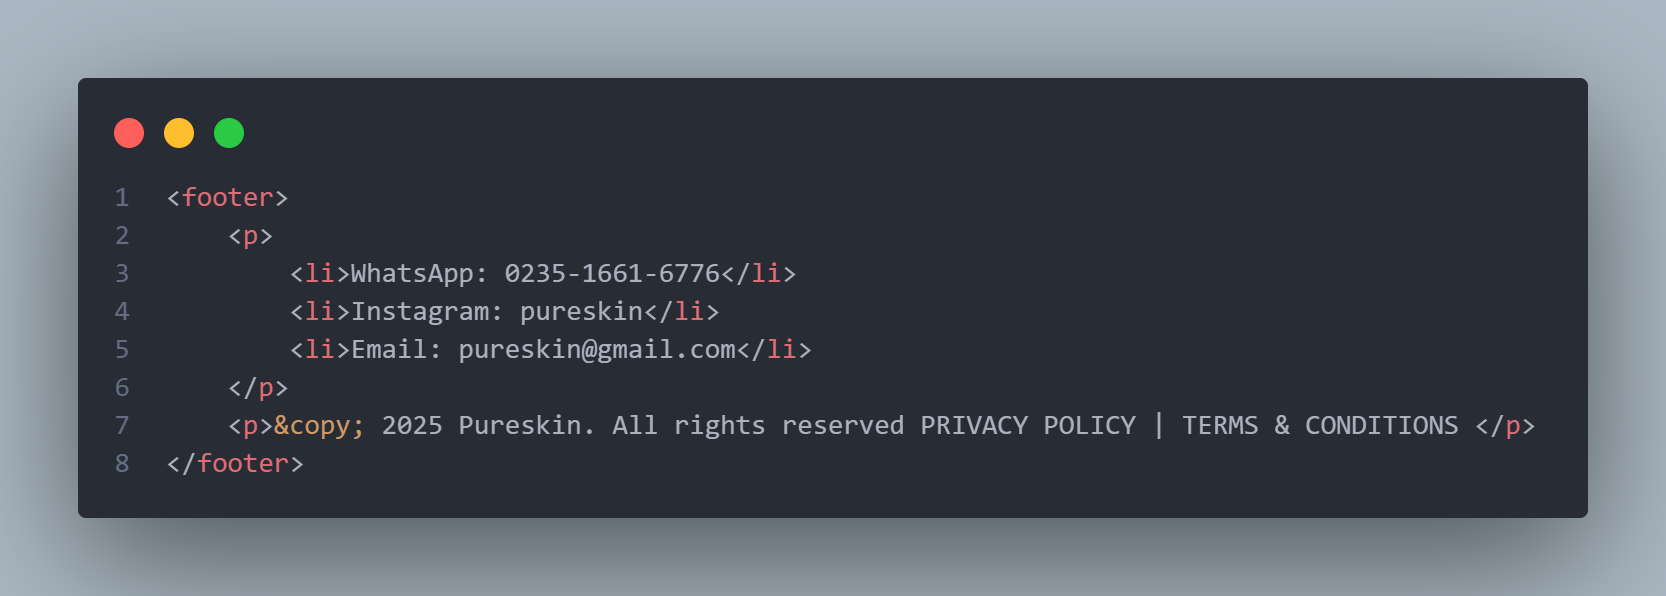 1 <footer>
2     <p>
3         <li>WhatsApp: 0235-1661-6776</li>
4         <li>Instagram: pureskin</li>
5         <li>Email: pureskin@gmail.com</li>
6     </p>
7     <p>&copy; 2025 Pureskin. All rights reserved PRIVACY POLICY | TERMS & CONDITIONS </p>
8 </footer>